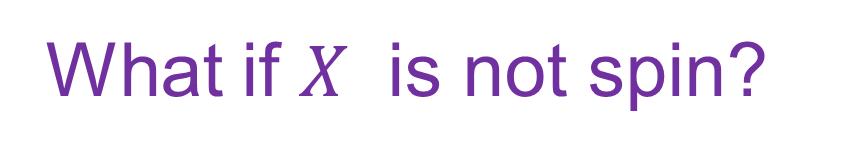 What if X is not spin?